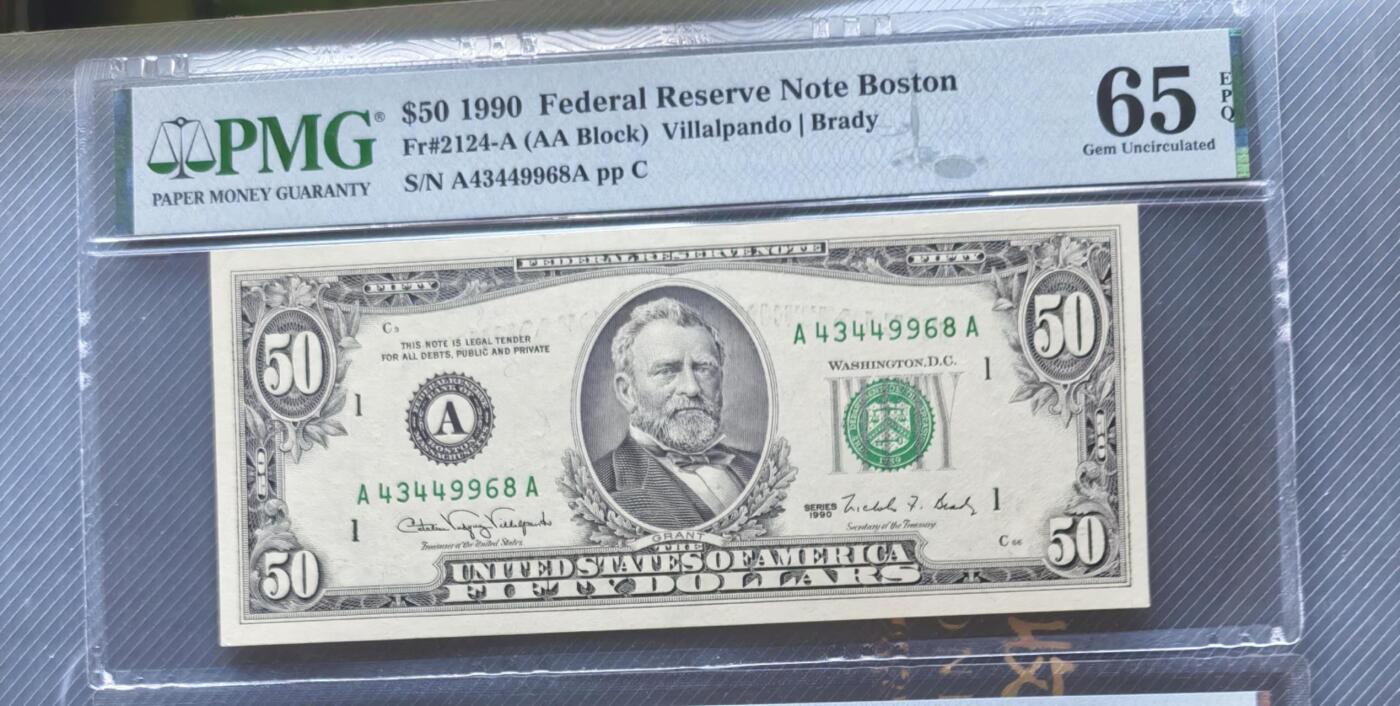 $50 1990 Federal Reserve Note Boston
Fr#2124-A (AA Block) Villalpando | Brady
S/N A43449968A pp C
PMG®
PAPER MONEY GUARANTY
65
EPQ
Gem Uncirculated
FEDERAL RESERVE NOTE
FIFTY
FIFTY
50
50
THIS NOTE IS LEGAL TENDER
FOR ALL DEBTS, PUBLIC AND PRIVATE
A 43449968 A
WASHINGTON, D.C.
1
1
A
A 43449968 A
1
1
Treasurer of the United States
SERIES
1990
Secretary of the Treasury
GRANT
THE
UNITED STATES OF AMERICA
FIFTY DOLLARS
50
50